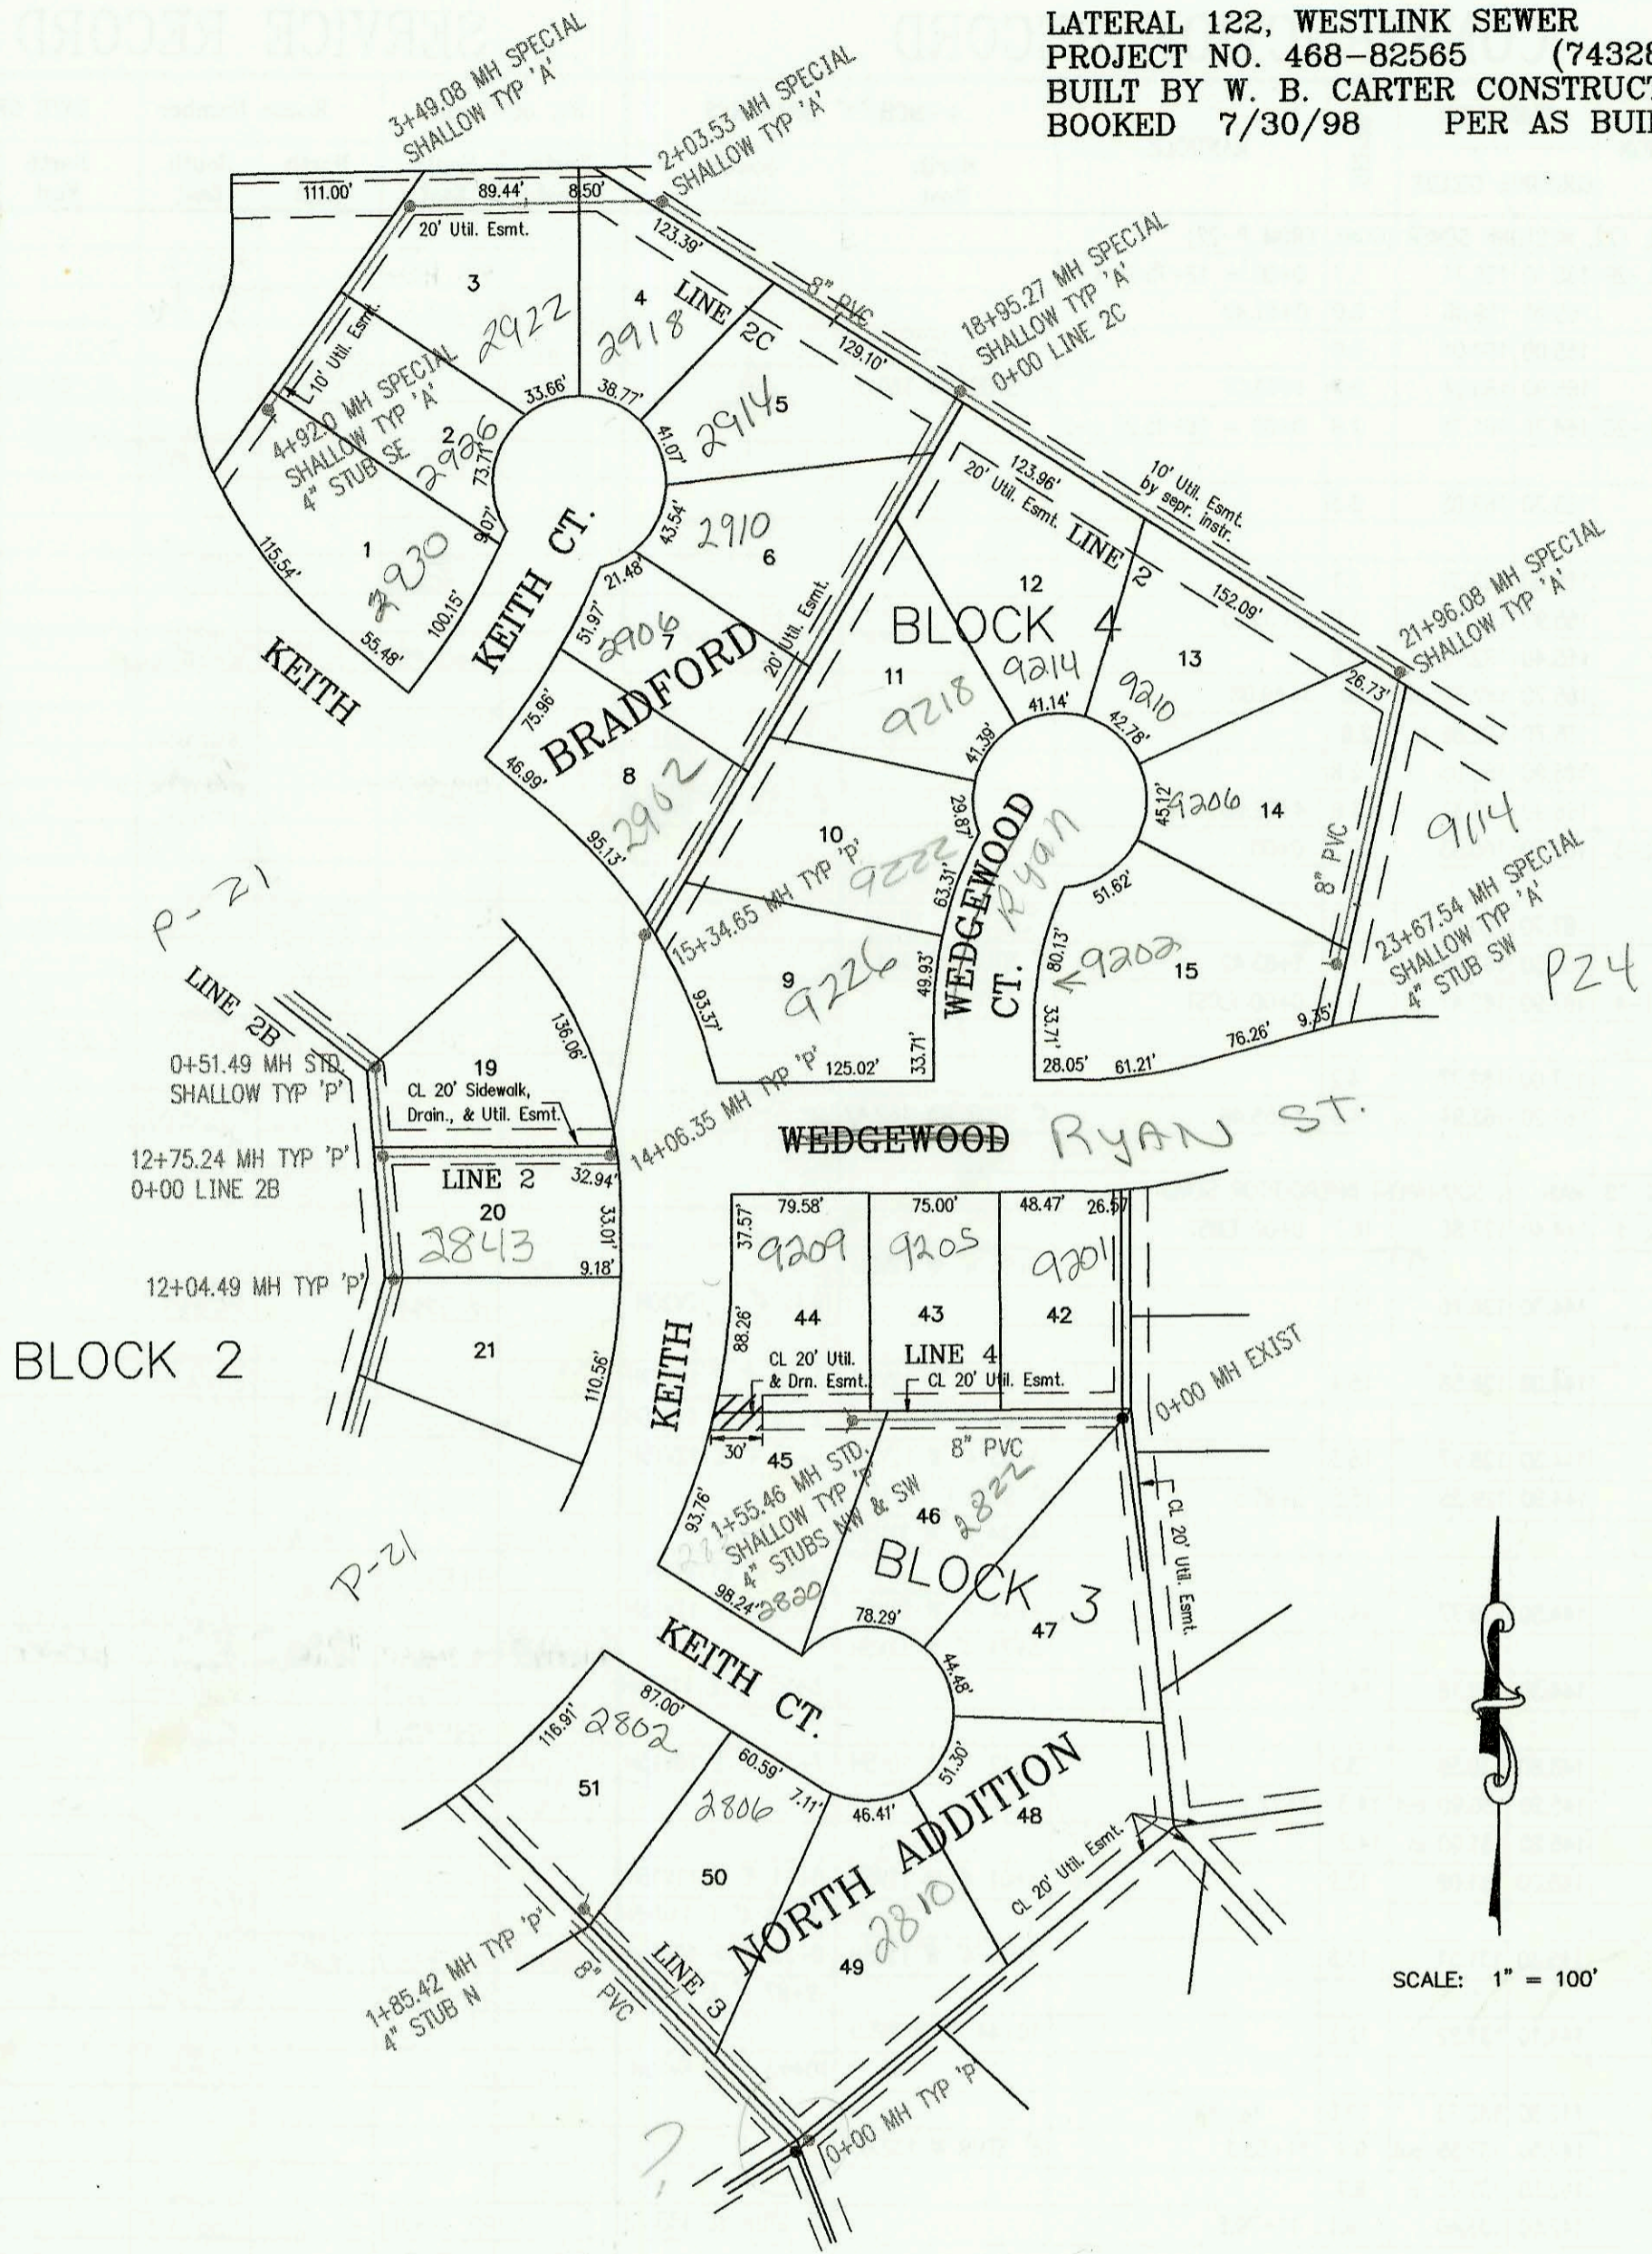 LATERAL 122, WESTLINK SEWER
PROJECT NO. 468-82565 (74328
BUILT BY W. B. CARTER CONSTRUCT
BOOKED 7/30/98 PER AS BUI
3+49.08 MH SPECIAL
SHALLOW TYP 'A'
2+03.53 MH SPECIAL
SHALLOW TYP 'A'
111.00'
89.44'
8.50'
20' Util. Esmt.
123.39'
8" PVC
18+95.27 MH SPECIAL
SHALLOW TYP 'A'
0+00 LINE 2C
3
2922
4
2918
LINE 2C
129.10'
10' Util. Esmt.
4+92.0 MH SPECIAL
SHALLOW TYP 'A'
4" STUB SE
33.66'
38.77'
2
2926
73.71'
41.07'
2914
5
123.96'
20' Util. Esmt.
10' Util. Esmt.
by sepr. instr.
LINE 2
152.09'
21+96.08 MH SPECIAL
SHALLOW TYP 'A'
1
2930
9.07'
115.54'
100.15'
55.48'
KEITH
KEITH CT.
43.54'
2910
6
21.48'
51.97'
2906
7
20' Util. Esmt.
BRADFORD
75.96'
46.99'
8
2902
95.13'
12
BLOCK 4
11
9218
9214
41.14'
9210
13
42.78'
26.73'
41.39'
29.87'
45.12'
9206
14
8" PVC
9114
10
9222
63.31'
WEDGEWOOD
CT.
Ryan
51.62'
23+67.54 MH SPECIAL
SHALLOW TYP 'A'
4" STUB SW
P24
15+34.65 MH TYP 'P'
9
9226
93.37'
49.93'
80.13'
9202
15
33.71'
33.71'
125.02'
28.05'
61.21'
76.26'
9.35'
P-21
LINE 2B
0+51.49 MH STD.
SHALLOW TYP 'P'
19
136.06'
CL 20' Sidewalk,
Drain., & Util. Esmt.
14+06.35 MH TYP 'P'
WEDGEWOOD
RYAN ST.
12+75.24 MH TYP 'P'
0+00 LINE 2B
LINE 2
32.94'
20
2843
33.01'
9.18'
12+04.49 MH TYP 'P'
BLOCK 2
21
110.56'
KEITH
79.58'
75.00'
48.47'
26.57
37.57'
9209
9205
9201
88.26'
44
43
42
CL 20' Util.
& Drn. Esmt.
LINE 4
CL 20' Util. Esmt.
0+00 MH EXIST
30'
45
8" PVC
1+55.46 MH STD.
SHALLOW TYP 'P'
4" STUBS NW & SW
93.76'
46
2822
CL 20' Util. Esmt.
BLOCK 3
98.24'
2820
78.29'
47
P-21
KEITH CT.
44.48'
87.00'
116.91'
2802
51
60.59'
7.11'
2806
50
46.41'
51.30'
48
NORTH ADDITION
CL 20' Util. Esmt.
49
2810
1+85.42 MH TYP 'P'
4" STUB N
8" PVC
LINE 3
SCALE: 1" = 100'
0+00 MH TYP 'P'
?